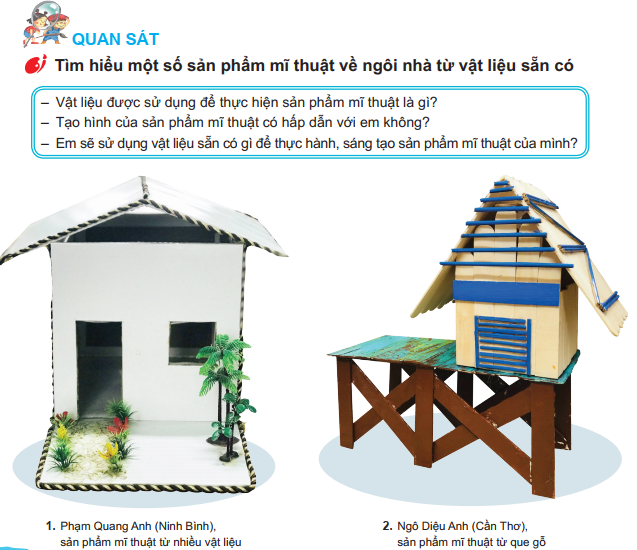 QUAN SÁT
3 Tìm hiểu một số sản phẩm mĩ thuật về ngôi nhà từ vật liệu sẵn có
– Vật liệu được sử dụng để thực hiện sản phẩm mĩ thuật là gì?
– Tạo hình của sản phẩm mĩ thuật có hấp dẫn với em không?
– Em sẽ sử dụng vật liệu sẵn có gì để thực hành, sáng tạo sản phẩm mĩ thuật của mình?
1. Phạm Quang Anh (Ninh Bình),
sản phẩm mĩ thuật từ nhiều vật liệu
2. Ngô Diệu Anh (Cần Thơ),
sản phẩm mĩ thuật từ que gỗ